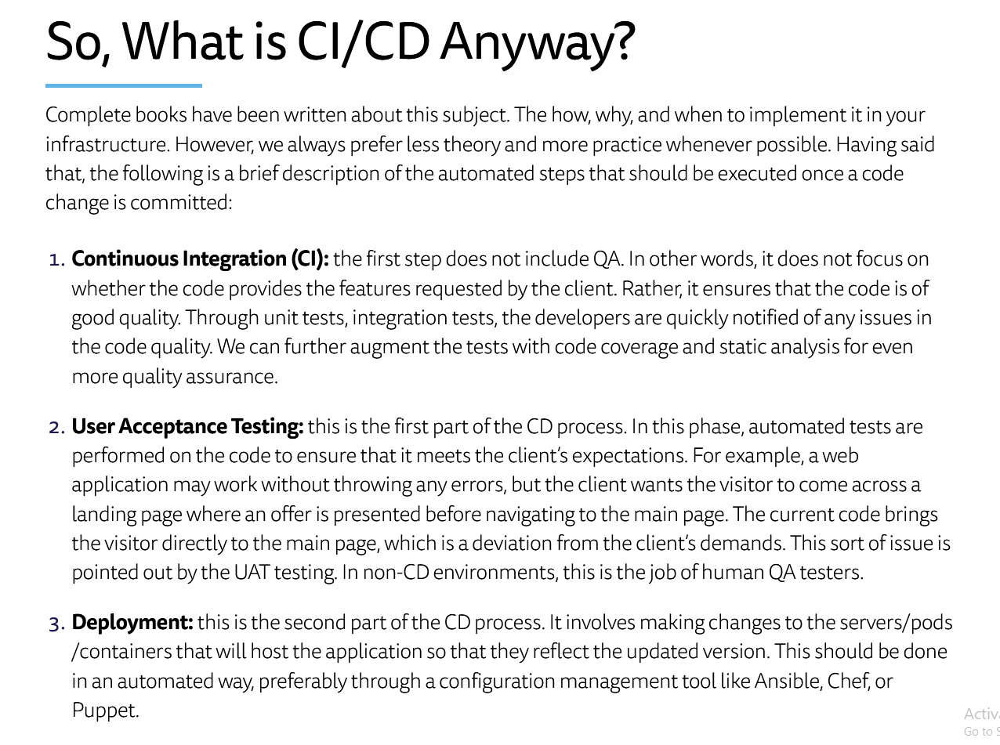 So, What is CI/CD Anyway?
Complete books have been written about this subject. The how, why, and when to implement it in your
infrastructure. However, we always prefer less theory and more practice whenever possible. Having said
that, the following is a brief description of the automated steps that should be executed once a code
change is committed:
1. Continuous Integration (CI): the first step does not include QA. In other words, it does not focus on
whether the code provides the features requested by the client. Rather, it ensures that the code is of
good quality. Through unit tests, integration tests, the developers are quickly notified of any issues in
the code quality. We can further augment the tests with code coverage and static analysis for even
more quality assurance.
2. User Acceptance Testing: this is the first part of the CD process. In this phase, automated tests are
performed on the code to ensure that it meets the client’s expectations. For example, a web
application may work without throwing any errors, but the client wants the visitor to come across a
landing page where an offer is presented before navigating to the main page. The current code brings
the visitor directly to the main page, which is a deviation from the client’s demands. This sort of issue is
pointed out by the UAT testing. In non-CD environments, this is the job of human QA testers.
3. Deployment: this is the second part of the CD process. It involves making changes to the servers/pods
/containers that will host the application so that they reflect the updated version. This should be done
in an automated way, preferably through a configuration management tool like Ansible, Chef, or
Puppet.
Activa
Go to S